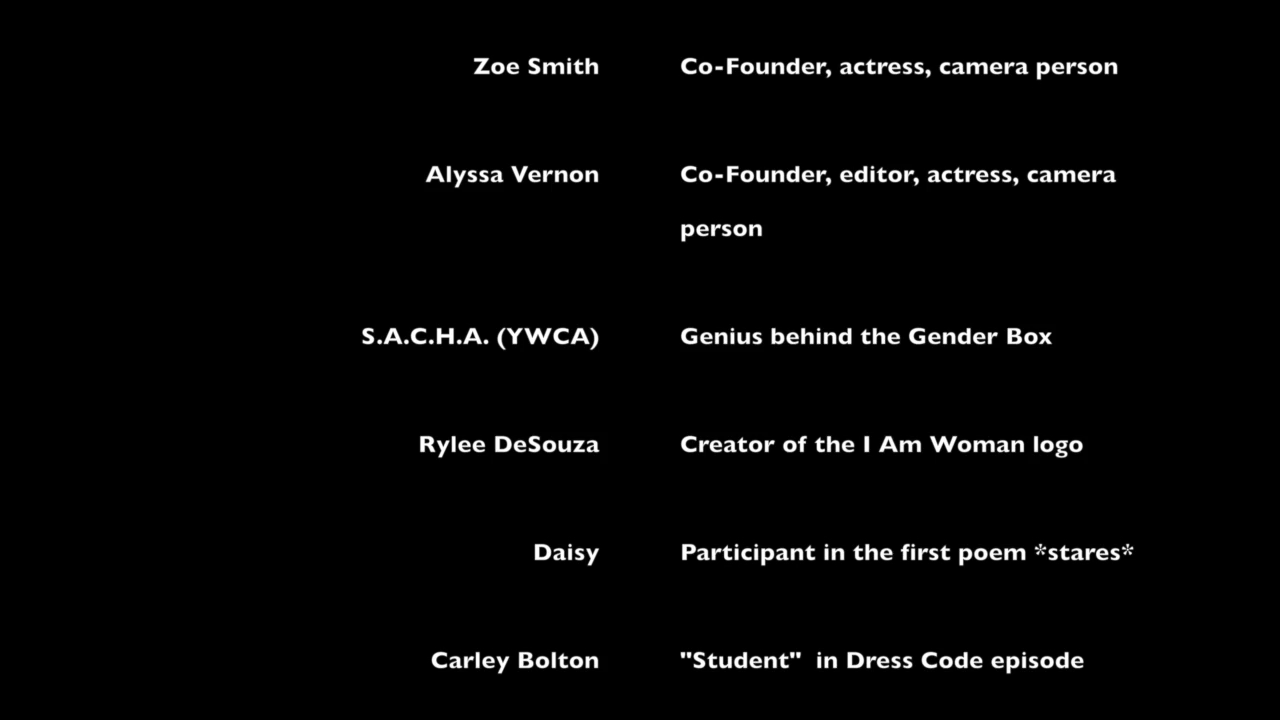 Zoe Smith Co-Founder, actress, camera person
Alyssa Vernon Co-Founder, editor, actress, camera
person
S.A.C.H.A. (YWCA) Genius behind the Gender Box
Rylee DeSouza Creator of the I Am Woman logo
Daisy Participant in the first poem *stares*
Carley Bolton "Student"  in Dress Code episode